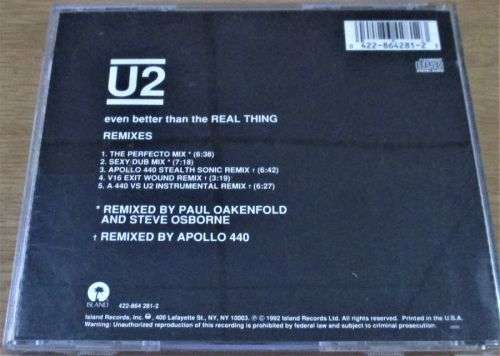 0 422-864281-2 8
U2
even better than the REAL THING
REMIXES
1. THE PERFECTO MIX * (6:36)
2. SEXY DUB MIX * (7:18)
3. APOLLO 440 STEALTH SONIC REMIX † (6:42)
4. V16 EXIT WOUND REMIX † (3:19)
5. A 440 VS U2 INSTRUMENTAL REMIX † (6:27)
* REMIXED BY PAUL OAKENFOLD
AND STEVE OSBORNE
† REMIXED BY APOLLO 440
ISLAND
422-864 281-2
Island Records, Inc., 400 Lafayette St., NY, NY, 10003. ℗ © 1992 Island Records Ltd. All rights reserved. Printed in the U.S.A.
Warning: Unauthorized reproduction of this recording is prohibited by federal law and subject to criminal prosecution.